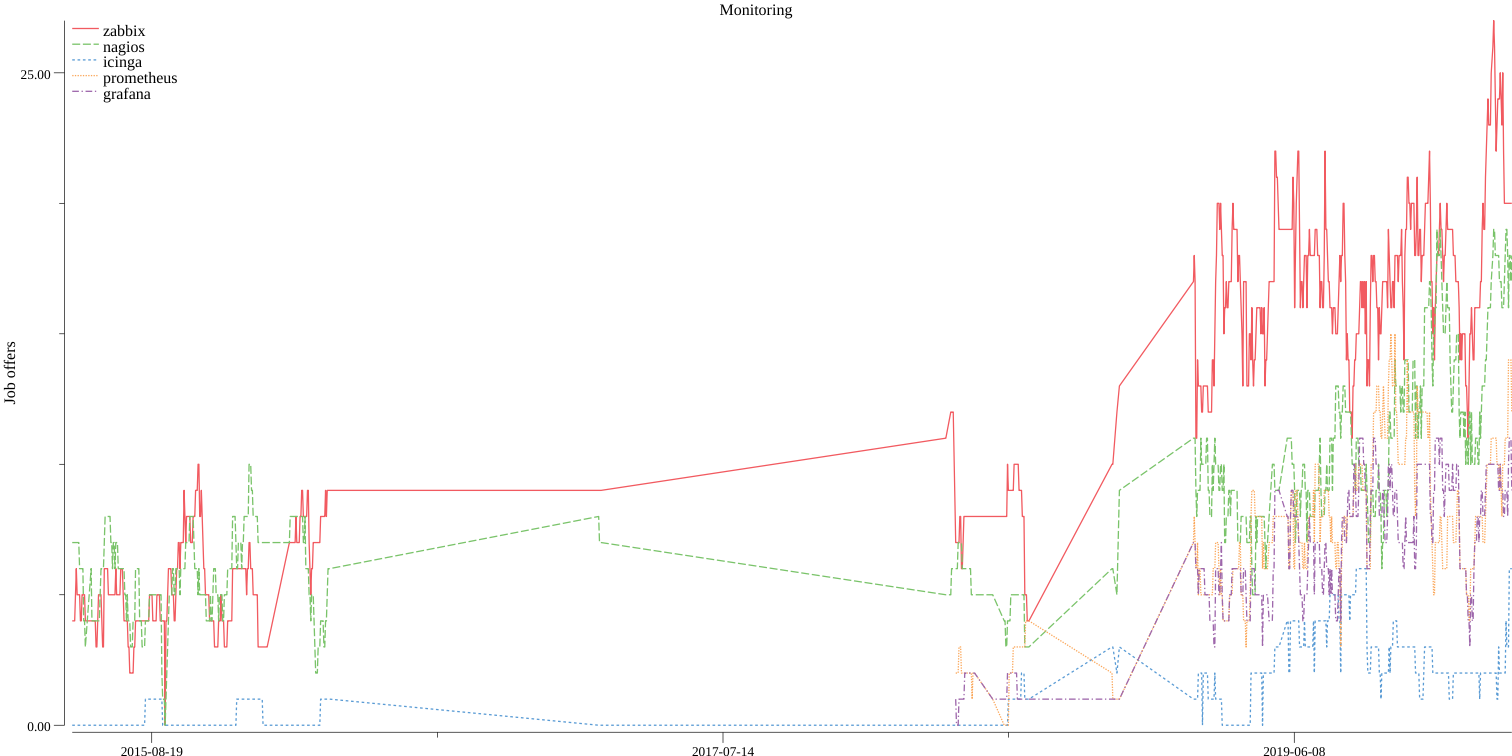 Monitoring
zabbix
nagios
icinga
prometheus
grafana
25.00
Job offers
0.00
2015-08-19
2017-07-14
2019-06-08